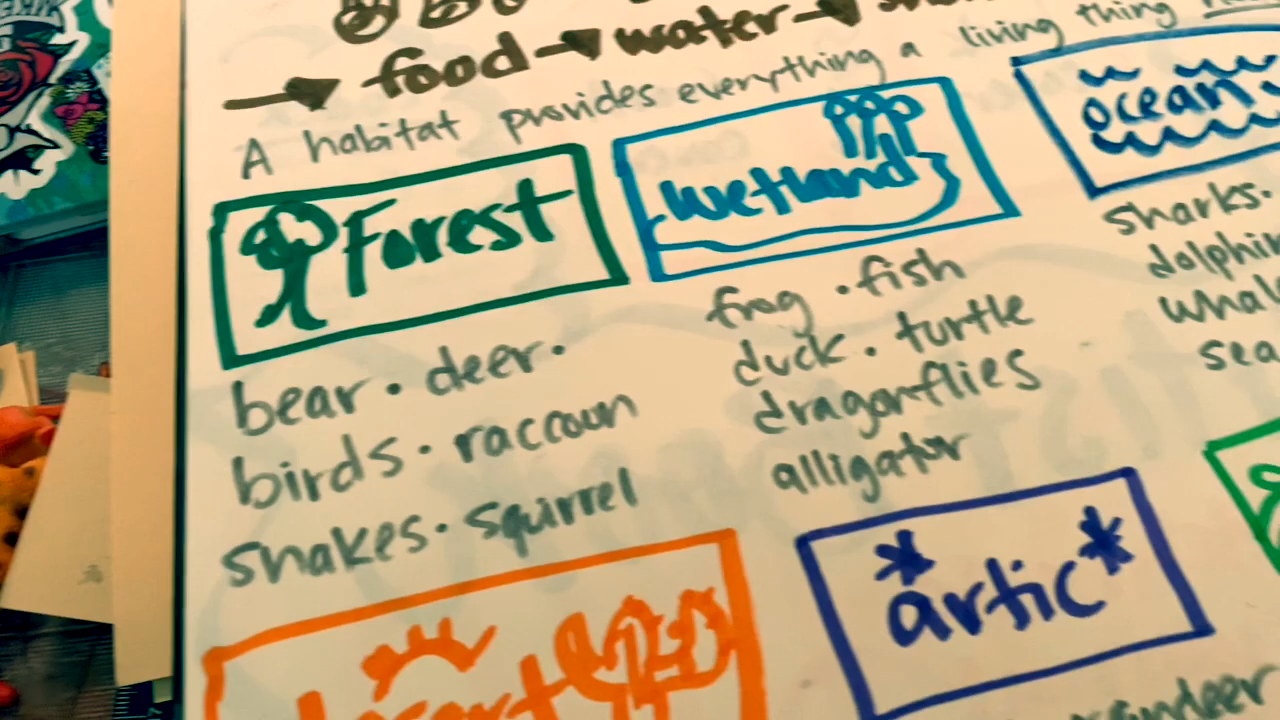 → food → water →
A habitat provides everything a living thing
Forest
bear · deer ·
birds · raccoon
snakes · squirrel
wetland
frog · fish
duck · turtle
dragonflies
alligator
ocean
sharks ·
artic